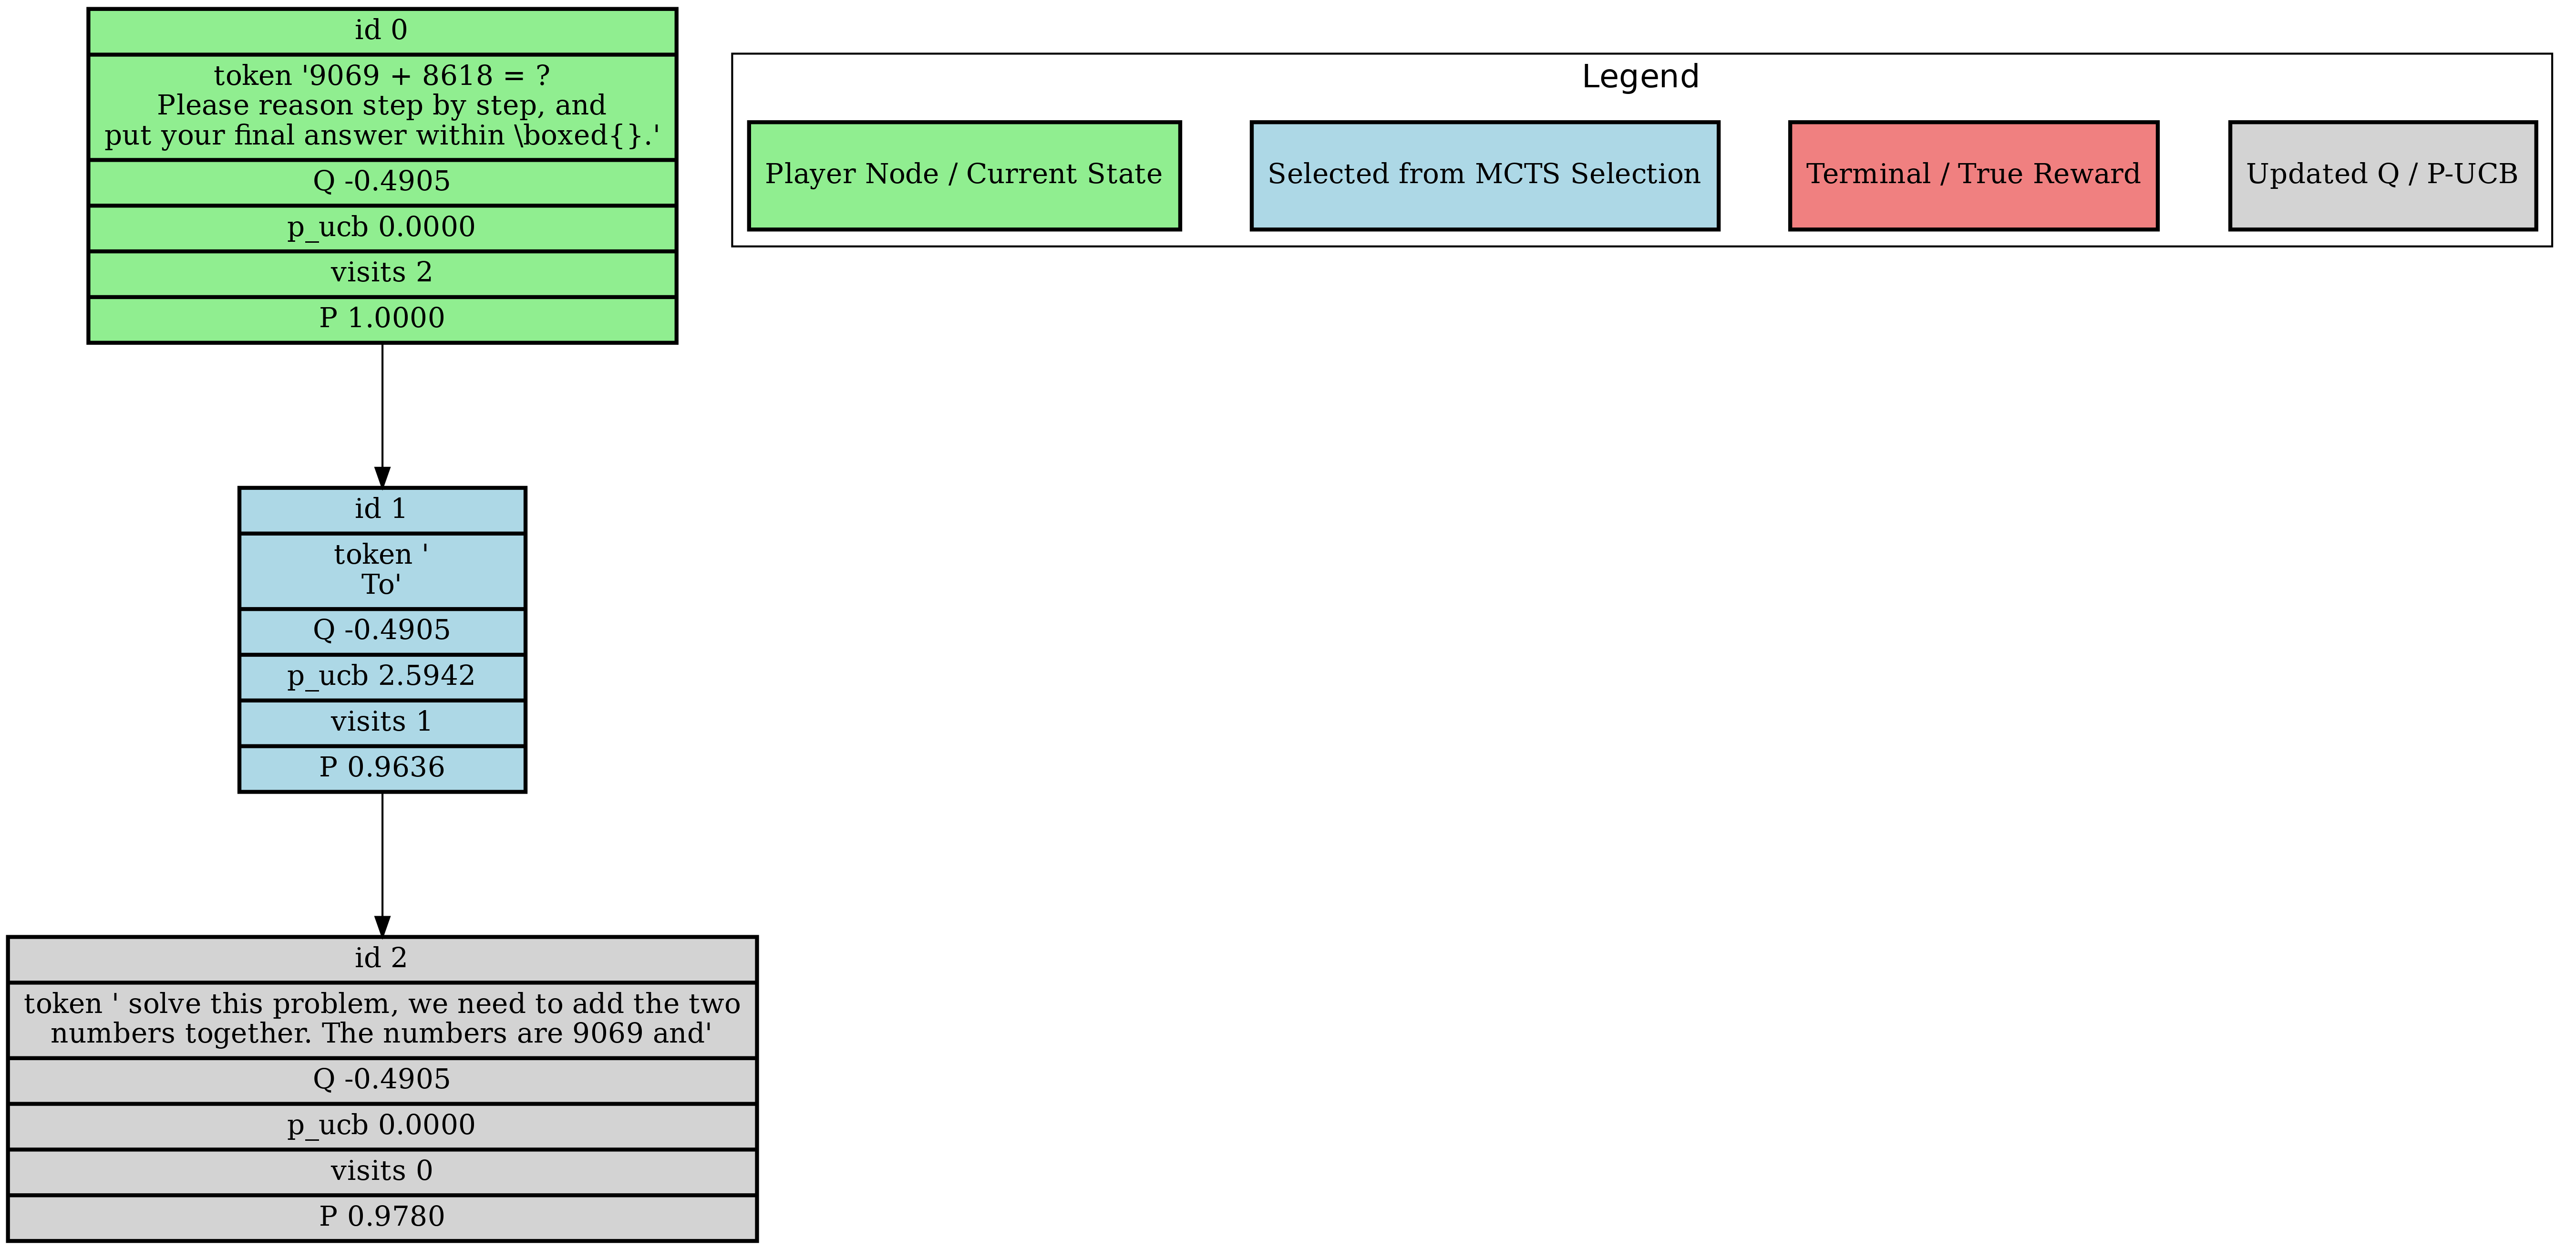 id 0
token '9069 + 8618 = ?
Please reason step by step, and
put your final answer within \boxed{}.'
Q -0.4905
p_ucb 0.0000
visits 2
P 1.0000
Legend
Player Node / Current State
Selected from MCTS Selection
Terminal / True Reward
Updated Q / P-UCB
id 1
token '
To'
Q -0.4905
p_ucb 2.5942
visits 1
P 0.9636
id 2
token ' solve this problem, we need to add the two
numbers together. The numbers are 9069 and'
Q -0.4905
p_ucb 0.0000
visits 0
P 0.9780